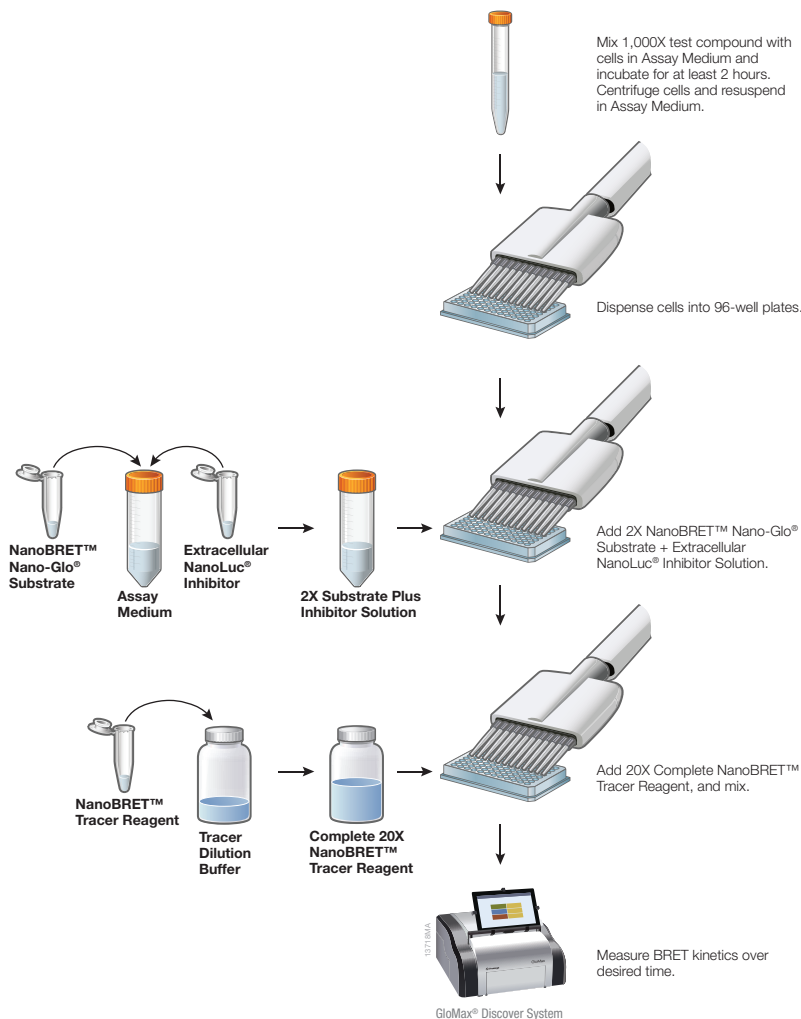 Mix 1,000X test compound with
cells in Assay Medium and
incubate for at least 2 hours.
Centrifuge cells and resuspend
in Assay Medium.
Dispense cells into 96-well plates.
NanoBRET™
Nano-Glo®
Substrate
Assay
Medium
Extracellular
NanoLuc®
Inhibitor
2X Substrate Plus
Inhibitor Solution
Add 2X NanoBRET™ Nano-Glo®
Substrate + Extracellular
NanoLuc® Inhibitor Solution.
NanoBRET™
Tracer Reagent
Tracer
Dilution
Buffer
Complete 20X
NanoBRET™
Tracer Reagent
Add 20X Complete NanoBRET™
Tracer Reagent, and mix.
13718MA
Measure BRET kinetics over
desired time.
GloMax® Discover System